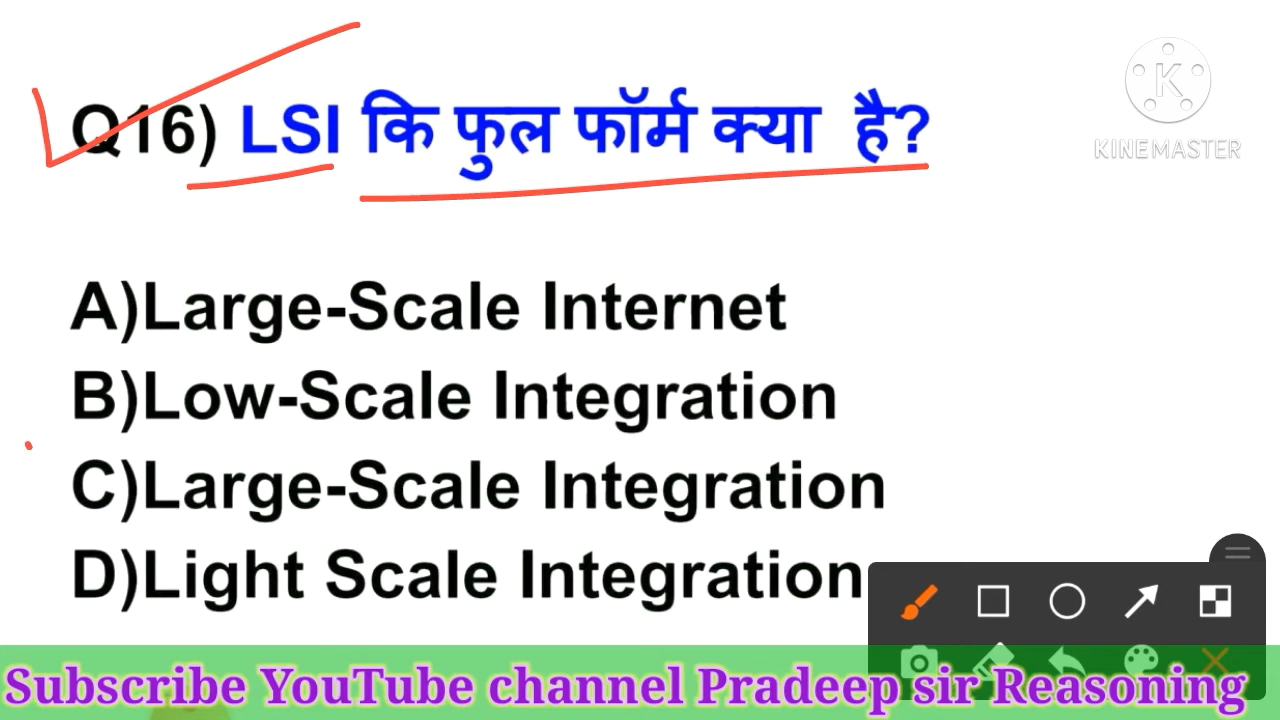 Q16) LSI कि फुल फॉर्म क्या है?
KINEMASTER
A)Large-Scale Internet
B)Low-Scale Integration
C)Large-Scale Integration
D)Light Scale Integration
Subscribe YouTube channel Pradeep sir Reasoning